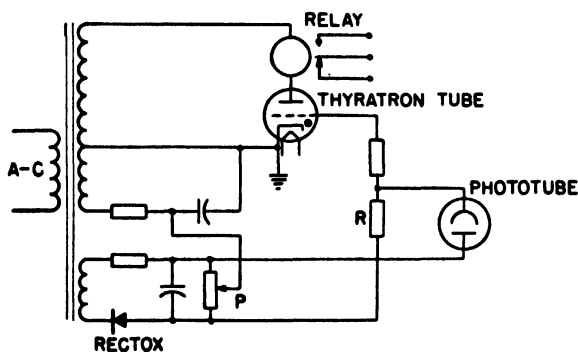 RELAY
THYRATRON TUBE
A-C
PHOTOTUBE
R
P
RECTOX